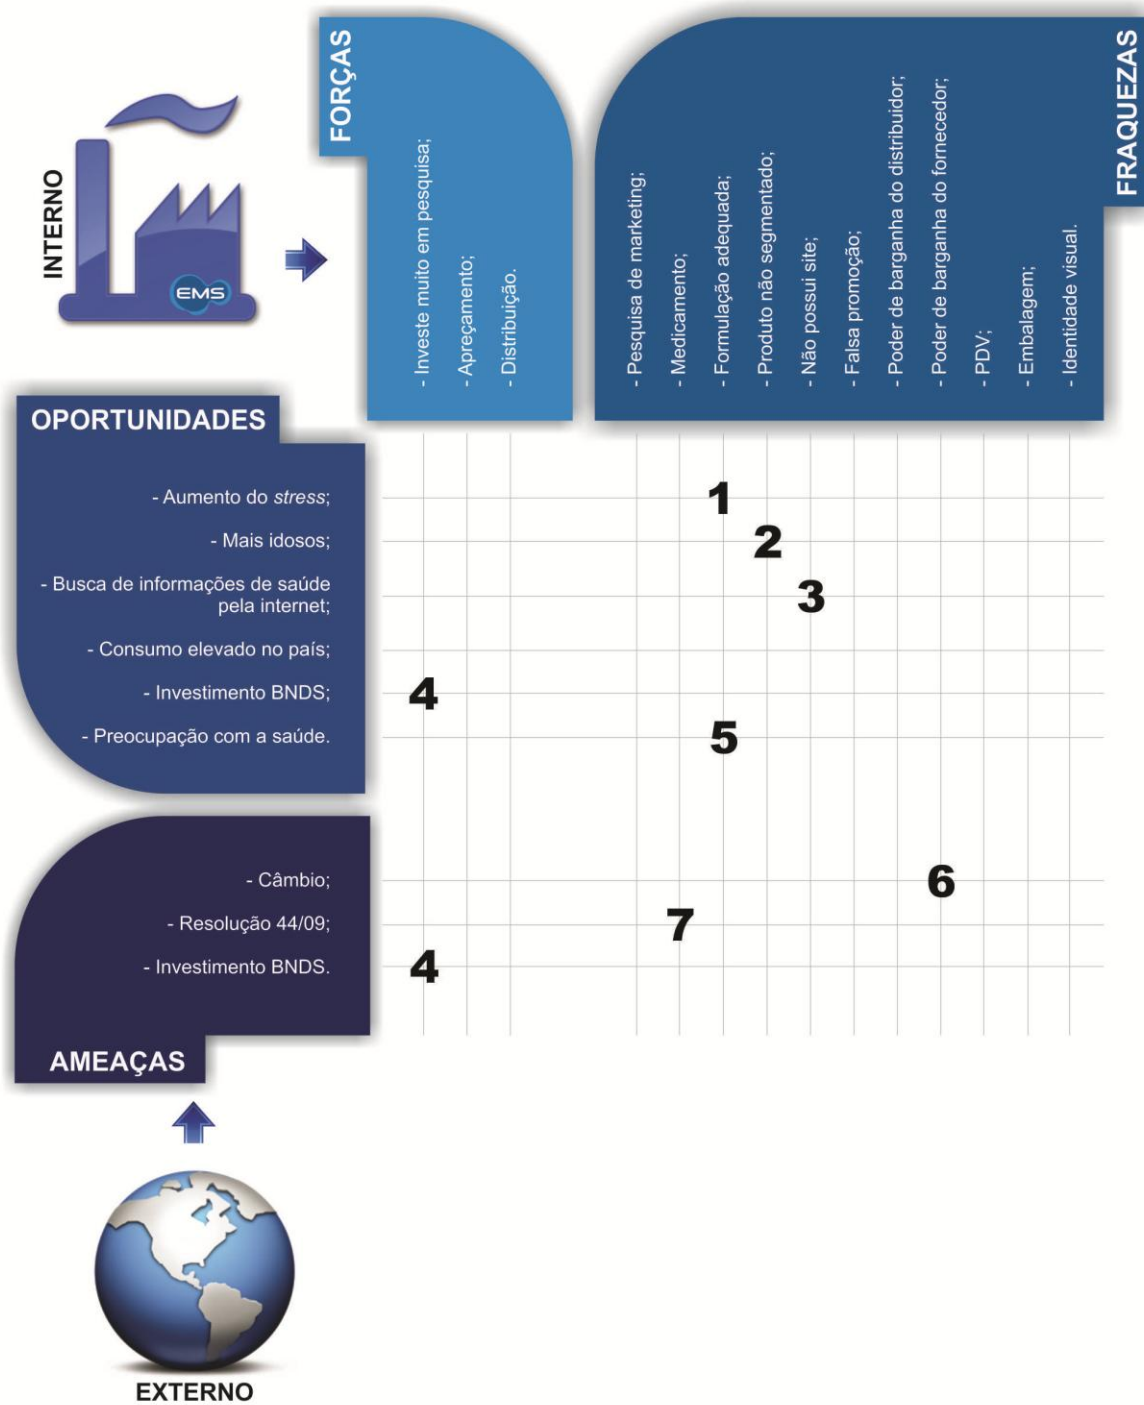 INTERNO
EMS
FORÇAS
- Investe muito em pesquisa;
- Apreçamento;
- Distribuição.
FRAQUEZAS
- Pesquisa de marketing;
- Medicamento;
- Formulação adequada;
- Produto não segmentado;
- Não possui site;
- Falsa promoção;
- Poder de barganha do distribuidor;
- Poder de barganha do fornecedor;
- PDV;
- Embalagem;
- Identidade visual.
OPORTUNIDADES
- Aumento do stress;
- Mais idosos;
- Busca de informações de saúde
pela internet;
- Consumo elevado no país;
- Investimento BNDS;
- Preocupação com a saúde.
1
2
3
4
5
- Câmbio;
- Resolução 44/09;
- Investimento BNDS.
6
7
4
AMEAÇAS
EXTERNO